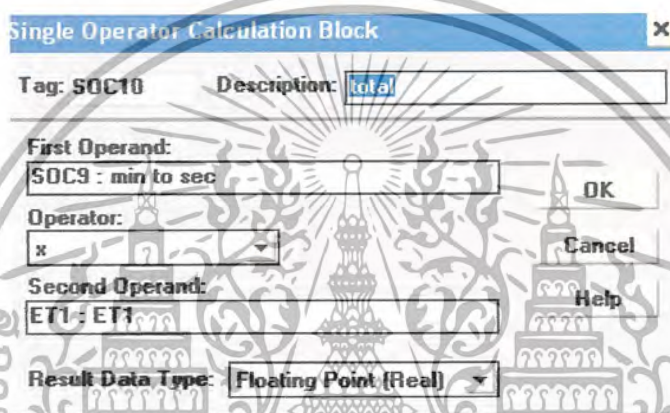 Single Operator Calculation Block
Tag: SOC10 Description: total
First Operand:
SOC9 : min to sec
OK
Operator:
x
Cancel
Second Operand:
Help
ET1 : ET1
Result Data Type: Floating Point (Real)